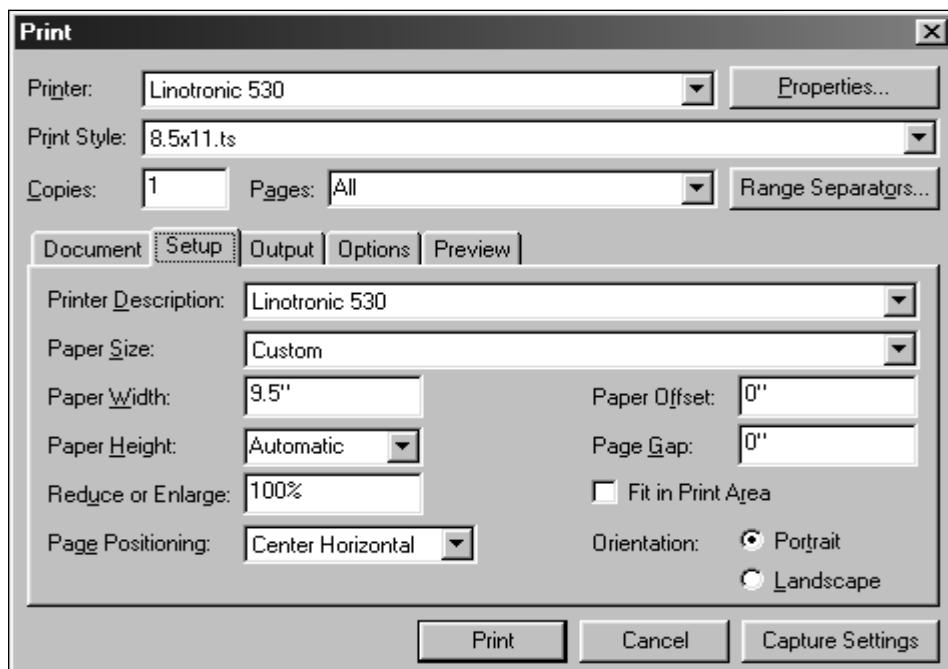 Print
Printer: Linotronic 530 Properties...
Print Style: 8.5x11.ts
Copies: 1 Pages: All Range Separators...
Document Setup Output Options Preview
Printer Description: Linotronic 530
Paper Size: Custom
Paper Width: 9.5" Paper Offset: 0"
Paper Height: Automatic Page Gap: 0"
Reduce or Enlarge: 100% Fit in Print Area
Page Positioning: Center Horizontal Orientation: Portrait
Landscape
Print Cancel Capture Settings